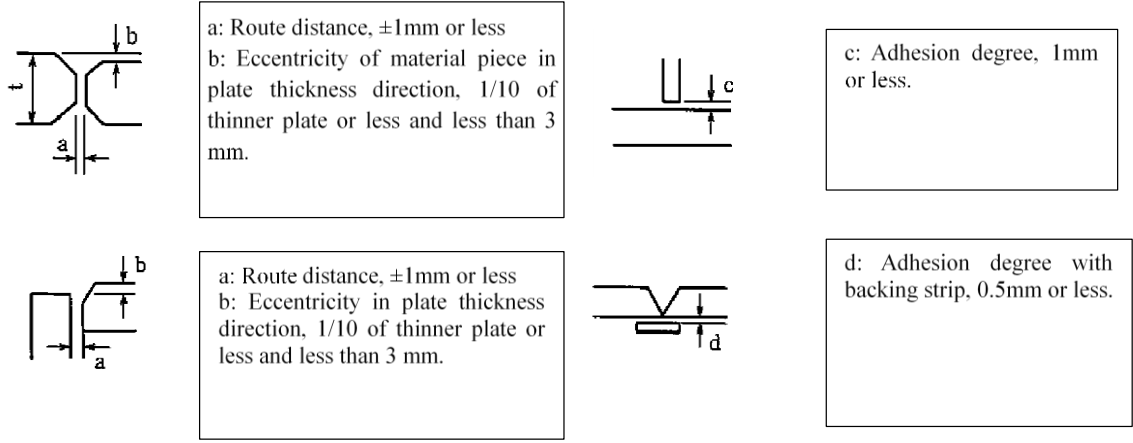 b
t
a
a: Route distance, ±1mm or less
b: Eccentricity of material piece in
plate thickness direction, 1/10 of
thinner plate or less and less than 3
mm.
c
c: Adhesion degree, 1mm
or less.
b
a
a: Route distance, ±1mm or less
b: Eccentricity in plate thickness
direction, 1/10 of thinner plate or
less and less than 3 mm.
d
d: Adhesion degree with
backing strip, 0.5mm or less.